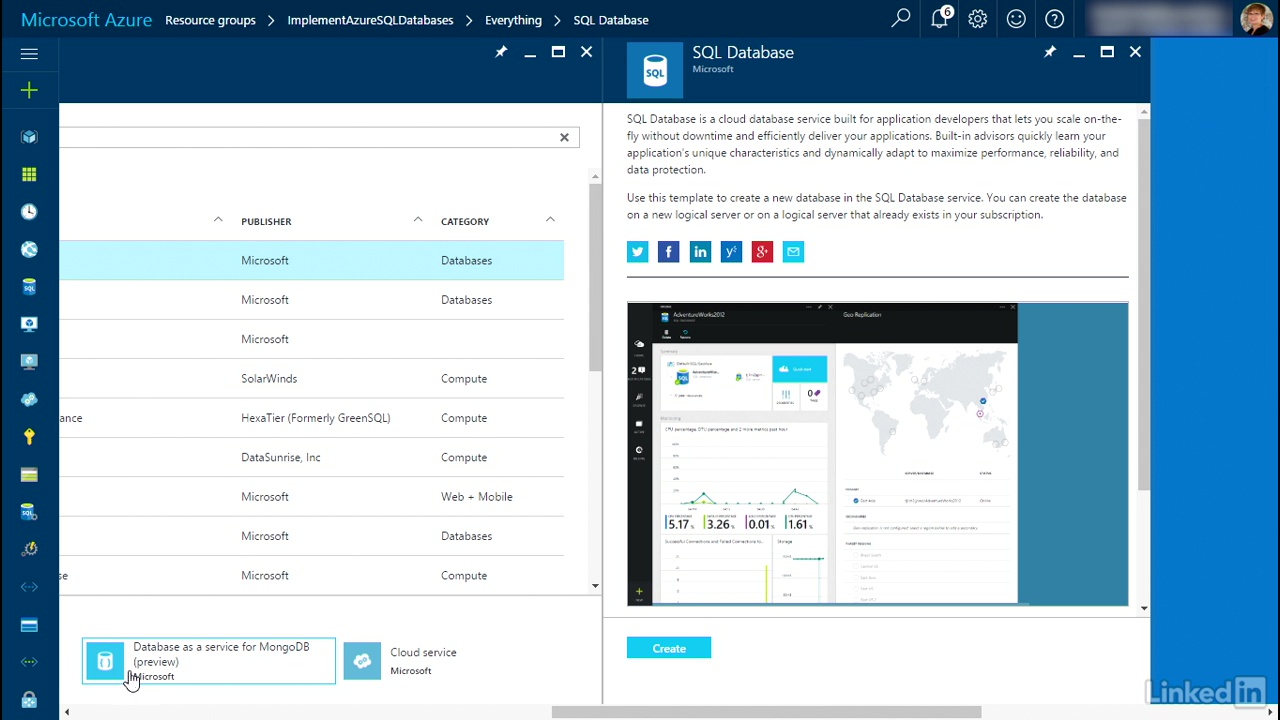 Microsoft Azure Resource groups > ImplementAzureSQLDatabases > Everything > SQL Database
6
SQL Database
Microsoft
SQL
SQL Database is a cloud database service built for application developers that lets you scale on-the-
fly without downtime and efficiently deliver your applications. Built-in advisors quickly learn your
application's unique characteristics and dynamically adapt to maximize performance, reliability, and
data protection.
Use this template to create a new database in the SQL Database service. You can create the database
on a new logical server or on a logical server that already exists in your subscription.
PUBLISHER CATEGORY
Microsoft Databases
Microsoft Databases
Microsoft Compute
SolarWinds Compute
ance HexaTier (Formerly GreenSQL) Compute
DataSunrise, Inc Compute
Microsoft Web + Mobile
Microsoft Databases
se Microsoft Compute
AdventureWorks2012
Geo Replication
Monitoring
5.17 % 3.26 % 0.01 % 1.61 %
Storage
Database as a service for MongoDB
(preview)
Microsoft
Cloud service
Microsoft
Create
LinkedIn